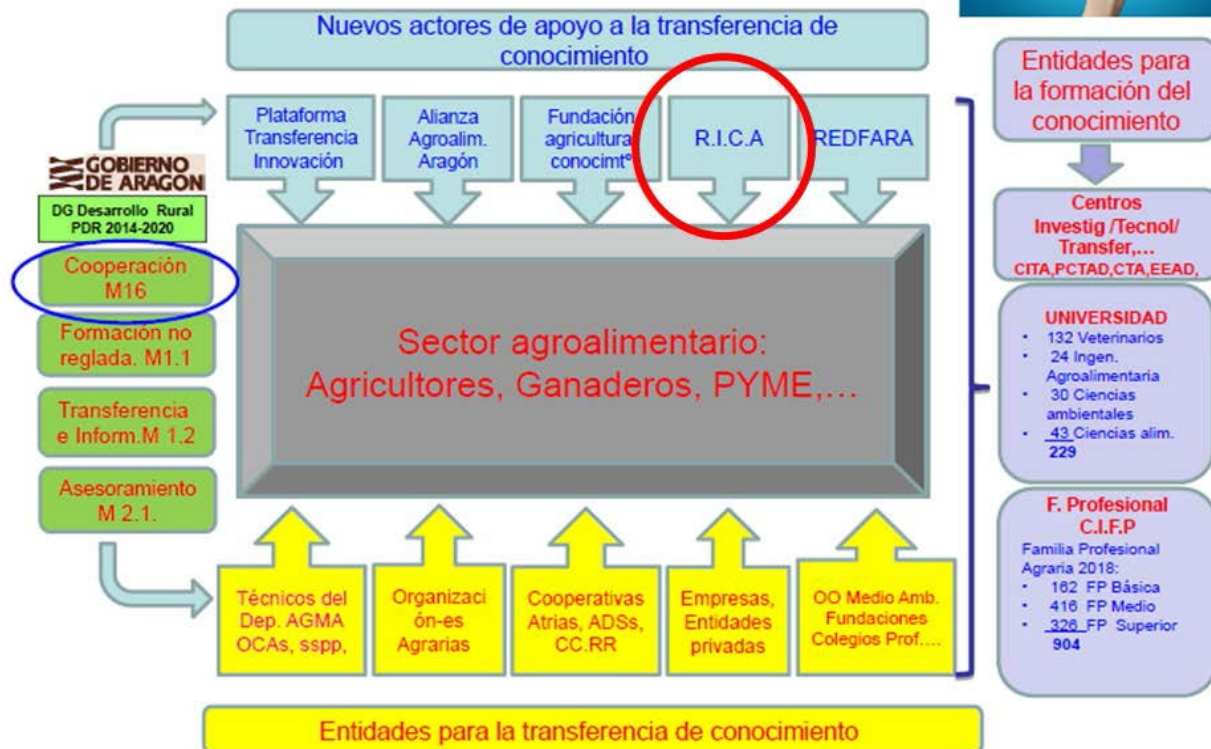 Nuevos actores de apoyo a la transferencia de
conocimiento
Plataforma
Transferencia
Innovación
Alianza
Agroalim.
Aragón
Fundación
agricultura
conocimtº
R.I.C.A
REDFARA
GOBIERNO
DE ARAGÓN
DG Desarrollo Rural
PDR 2014-2020
Cooperación
M16
Formación no
reglada. M1.1
Transferencia
e Inform.M 1.2
Asesoramiento
M 2.1.
Sector agroalimentario:
Agricultores, Ganaderos, PYME,...
Técnicos del
Dep. AGMA
OCAs, sspp,
Organizaci
ón-es
Agrarias
Cooperativas
Atrias, ADSs,
CC.RR
Empresas,
Entidades
privadas
OO Medio Amb.
Fundaciones
Colegios Prof....
Entidades para la transferencia de conocimiento
Entidades para
la formación del
conocimiento
Centros
Investig /Tecnol/
Transfer,...
CITA,PCTAD,CTA,EEAD,
UNIVERSIDAD
• 132 Veterinarios
• 24 Ingen.
Agroalimentaria
• 30 Ciencias
ambientales
• 43 Ciencias alim.
229
F. Profesional
C.I.F.P
Familia Profesional
Agraria 2018:
• 162 FP Básica
• 416 FP Medio
• 326 FP Superior
904